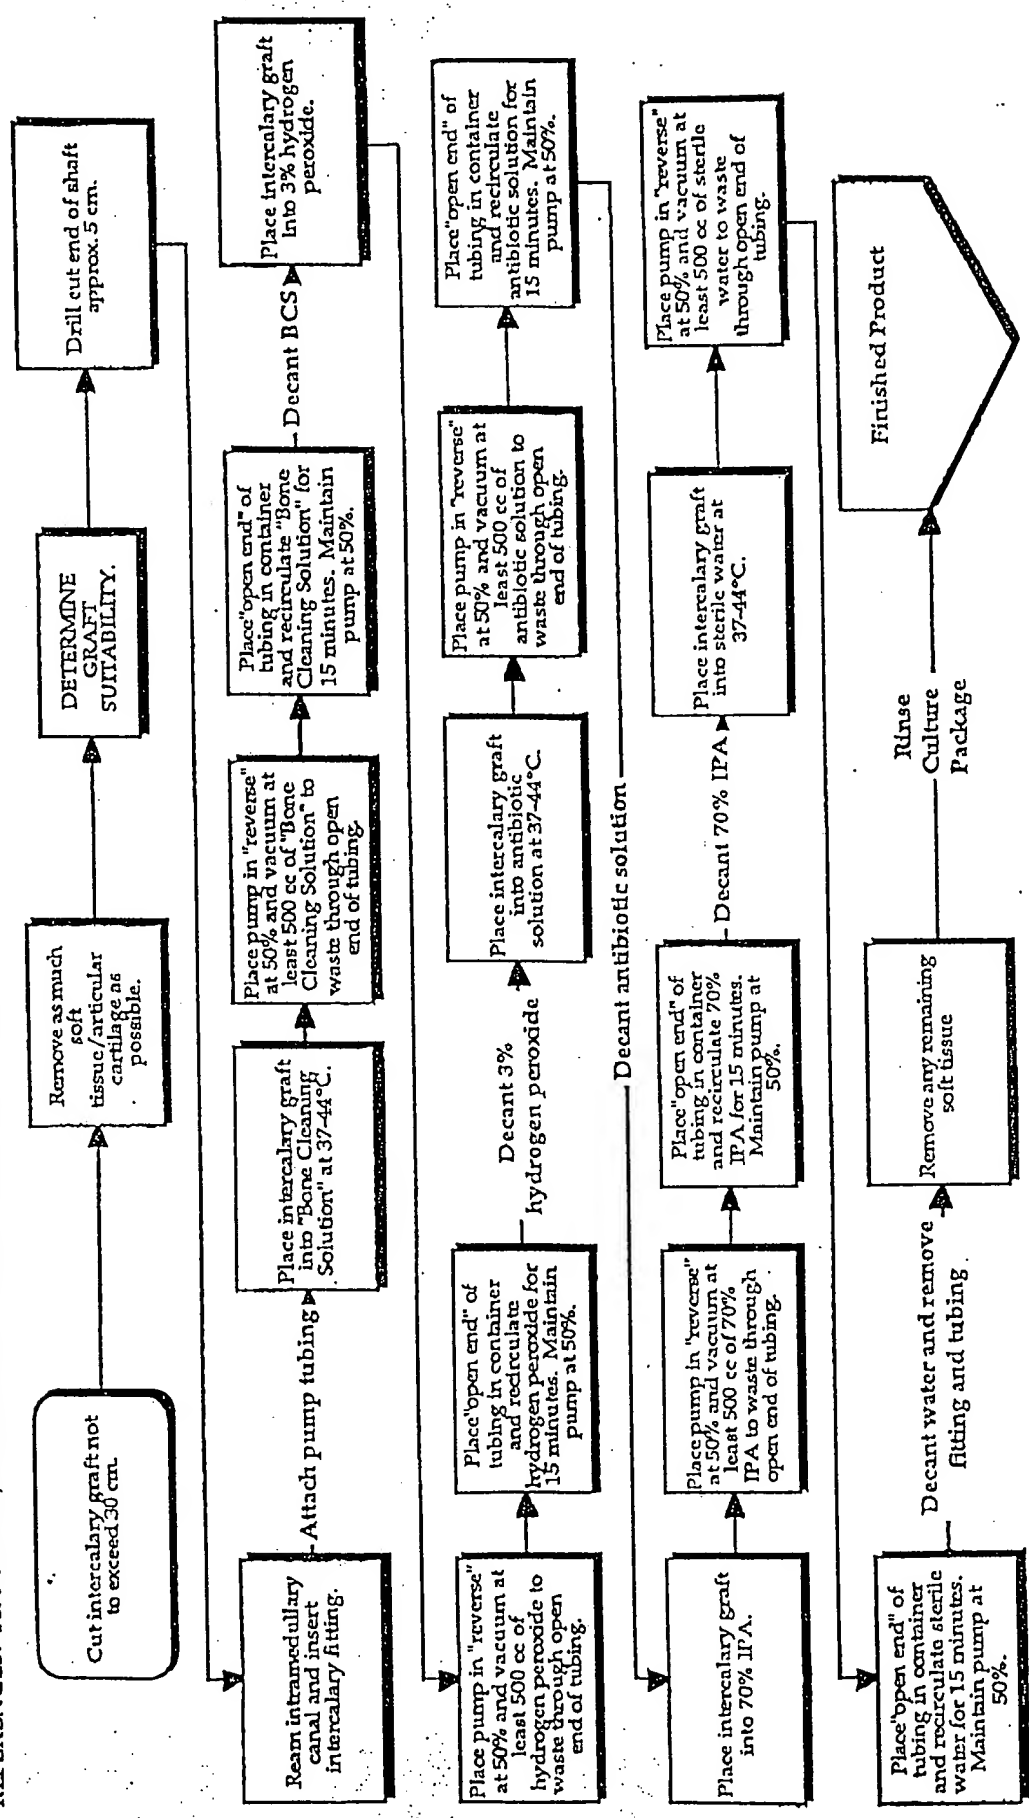 Cut intercalary graft not
to exceed 30 cm.
Remove as much
soft
tissue/articular
cartilage as
possible.
DETERMINE
GRAFT
SUITABILITY.
Drill cut end of shaft
approx. 5 cm.
Ream intramedullary
canal and insert
intercalary fitting.
Attach pump tubing
Place intercalary graft
into "Bone Cleaning
Solution" at 37-44°C.
Place pump in "reverse"
at 50% and vacuum at
least 500 cc of "Bone
Cleaning Solution" to
waste through open
end of tubing.
Place "open end" of
tubing in container
and recirculate "Bone
Cleaning Solution" for
15 minutes. Maintain
pump at 50%.
Decant BCS
Place intercalary graft
into 3% hydrogen
peroxide.
Place pump in "reverse"
at 50% and vacuum at
least 500 cc of
hydrogen peroxide to
waste through open
end of tubing.
Place "open end" of
tubing in container
and recirculate
hydrogen peroxide for
15 minutes. Maintain
pump at 50%.
Decant 3%
hydrogen peroxide
Place intercalary graft
into antibiotic
solution at 37-44°C.
Place pump in "reverse"
at 50% and vacuum at
least 500 cc of
antibiotic solution to
waste through open
end of tubing.
Place "open end" of
tubing in container
and recirculate
antibiotic solution for
15 minutes. Maintain
pump at 50%.
Decant antibiotic solution
Place intercalary graft
into 70% IPA.
Place pump in "reverse"
at 50% and vacuum at
least 500 cc of 70%
IPA to waste through
open end of tubing.
Place "open end" of
tubing in container
and recirculate 70%
IPA for 15 minutes.
Maintain pump at
50%.
Decant 70% IPA
Place intercalary graft
into sterile water at
37-44°C.
Place pump in "reverse"
at 50% and vacuum at
least 500 cc of sterile
water to waste
through open end of
tubing.
Place "open end" of
tubing in container
and recirculate sterile
water for 15 minutes.
Maintain pump at
50%.
Decant water and remove
fitting and tubing
Remove any remaining
soft tissue
Rinse
Culture
Package
Finished Product